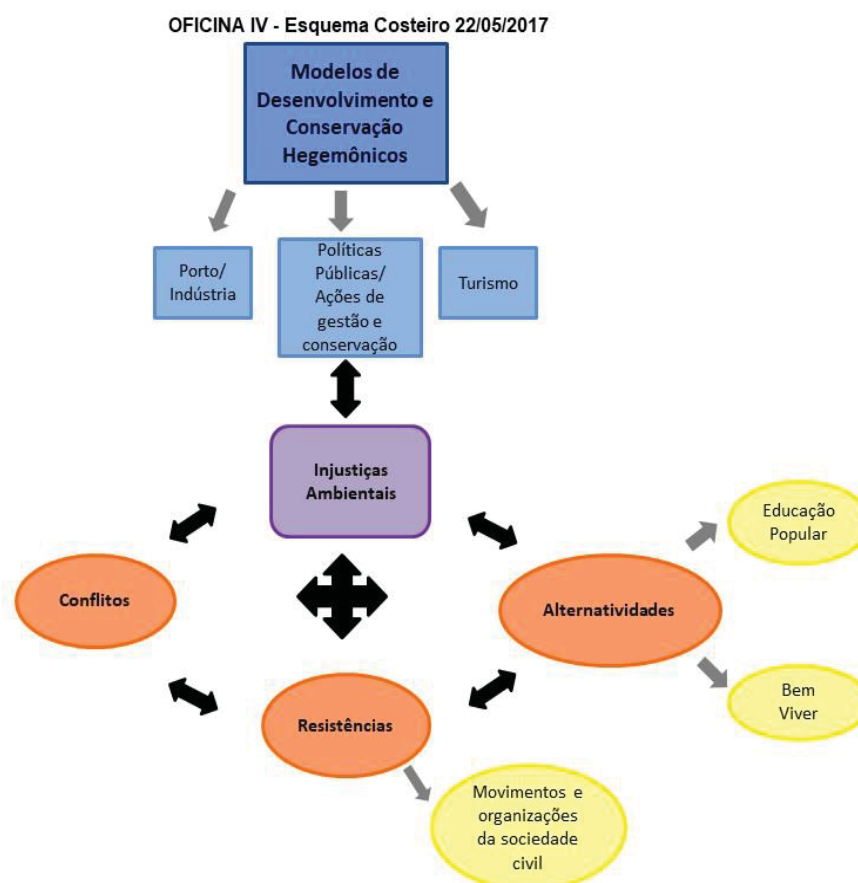 OFICINA IV - Esquema Costeiro 22/05/2017
Modelos de
Desenvolvimento e
Conservação
Hegemônicos
Porto/
Indústria
Políticas
Públicas/
Ações de
gestão e
conservação
Turismo
Injustiças
Ambientais
Educação
Popular
Conflitos
Alternatividades
Bem
Viver
Resistências
Movimentos e
organizações
da sociedade
civil